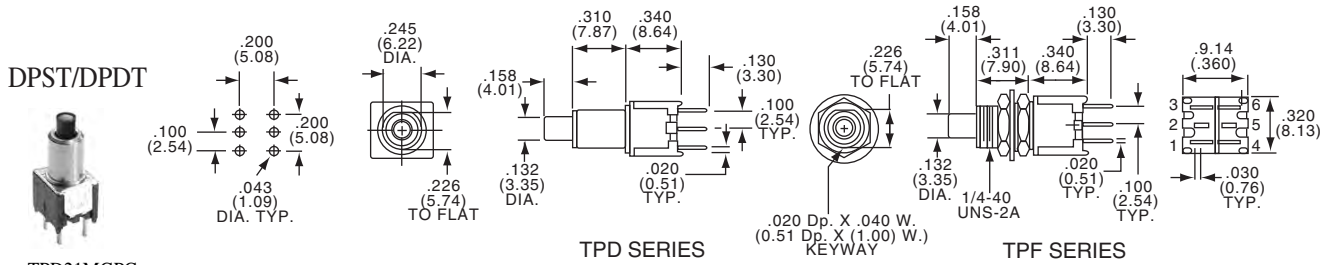 DPST/DPDT
.200
(5.08)
.100
(2.54)
.200
(5.08)
.043
(1.09)
DIA. TYP.
.245
(6.22)
DIA.
.226
(5.74)
TO FLAT
.310
(7.87)
.340
(8.64)
.158
(4.01)
.130
(3.30)
.100
(2.54)
TYP.
.132
(3.35)
DIA.
.020
(0.51)
TYP.
TPD SERIES
.226
(5.74)
TO FLAT
.020 Dp. X .040 W.
(0.51 Dp. X (1.00) W.)
KEYWAY
.158
(4.01)
.311
(7.90)
.340
(8.64)
.130
(3.30)
.132
(3.35)
DIA.
1/4-40
UNS-2A
.020
(0.51)
TYP.
.100
(2.54)
TYP.
TPF SERIES
.9.14
(.360)
3 6
2 5
1 4
.320
(8.13)
.030
(0.76)
TYP.